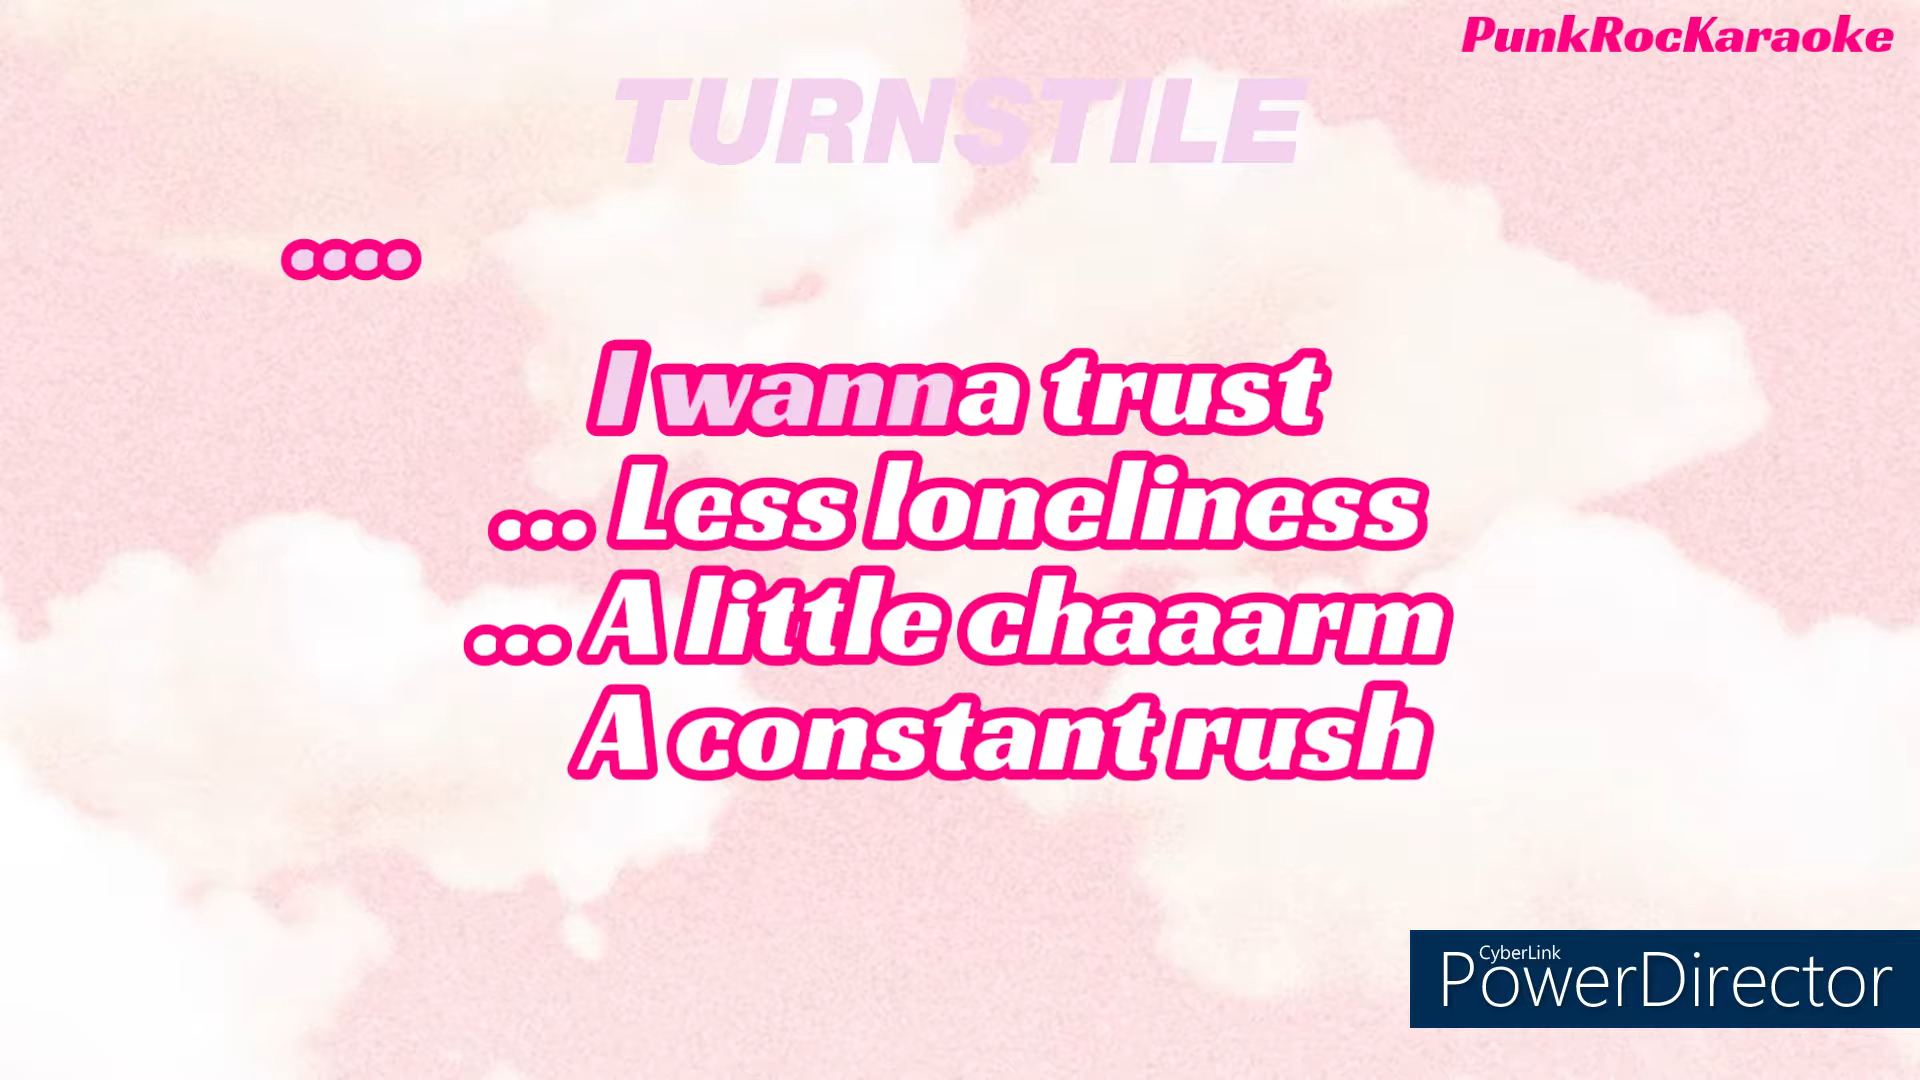 PunkRocKaraoke
TURNSTILE
....
I wanna trust
... Less loneliness
... A little chaaarm
A constant rush
CyberLink
PowerDirector